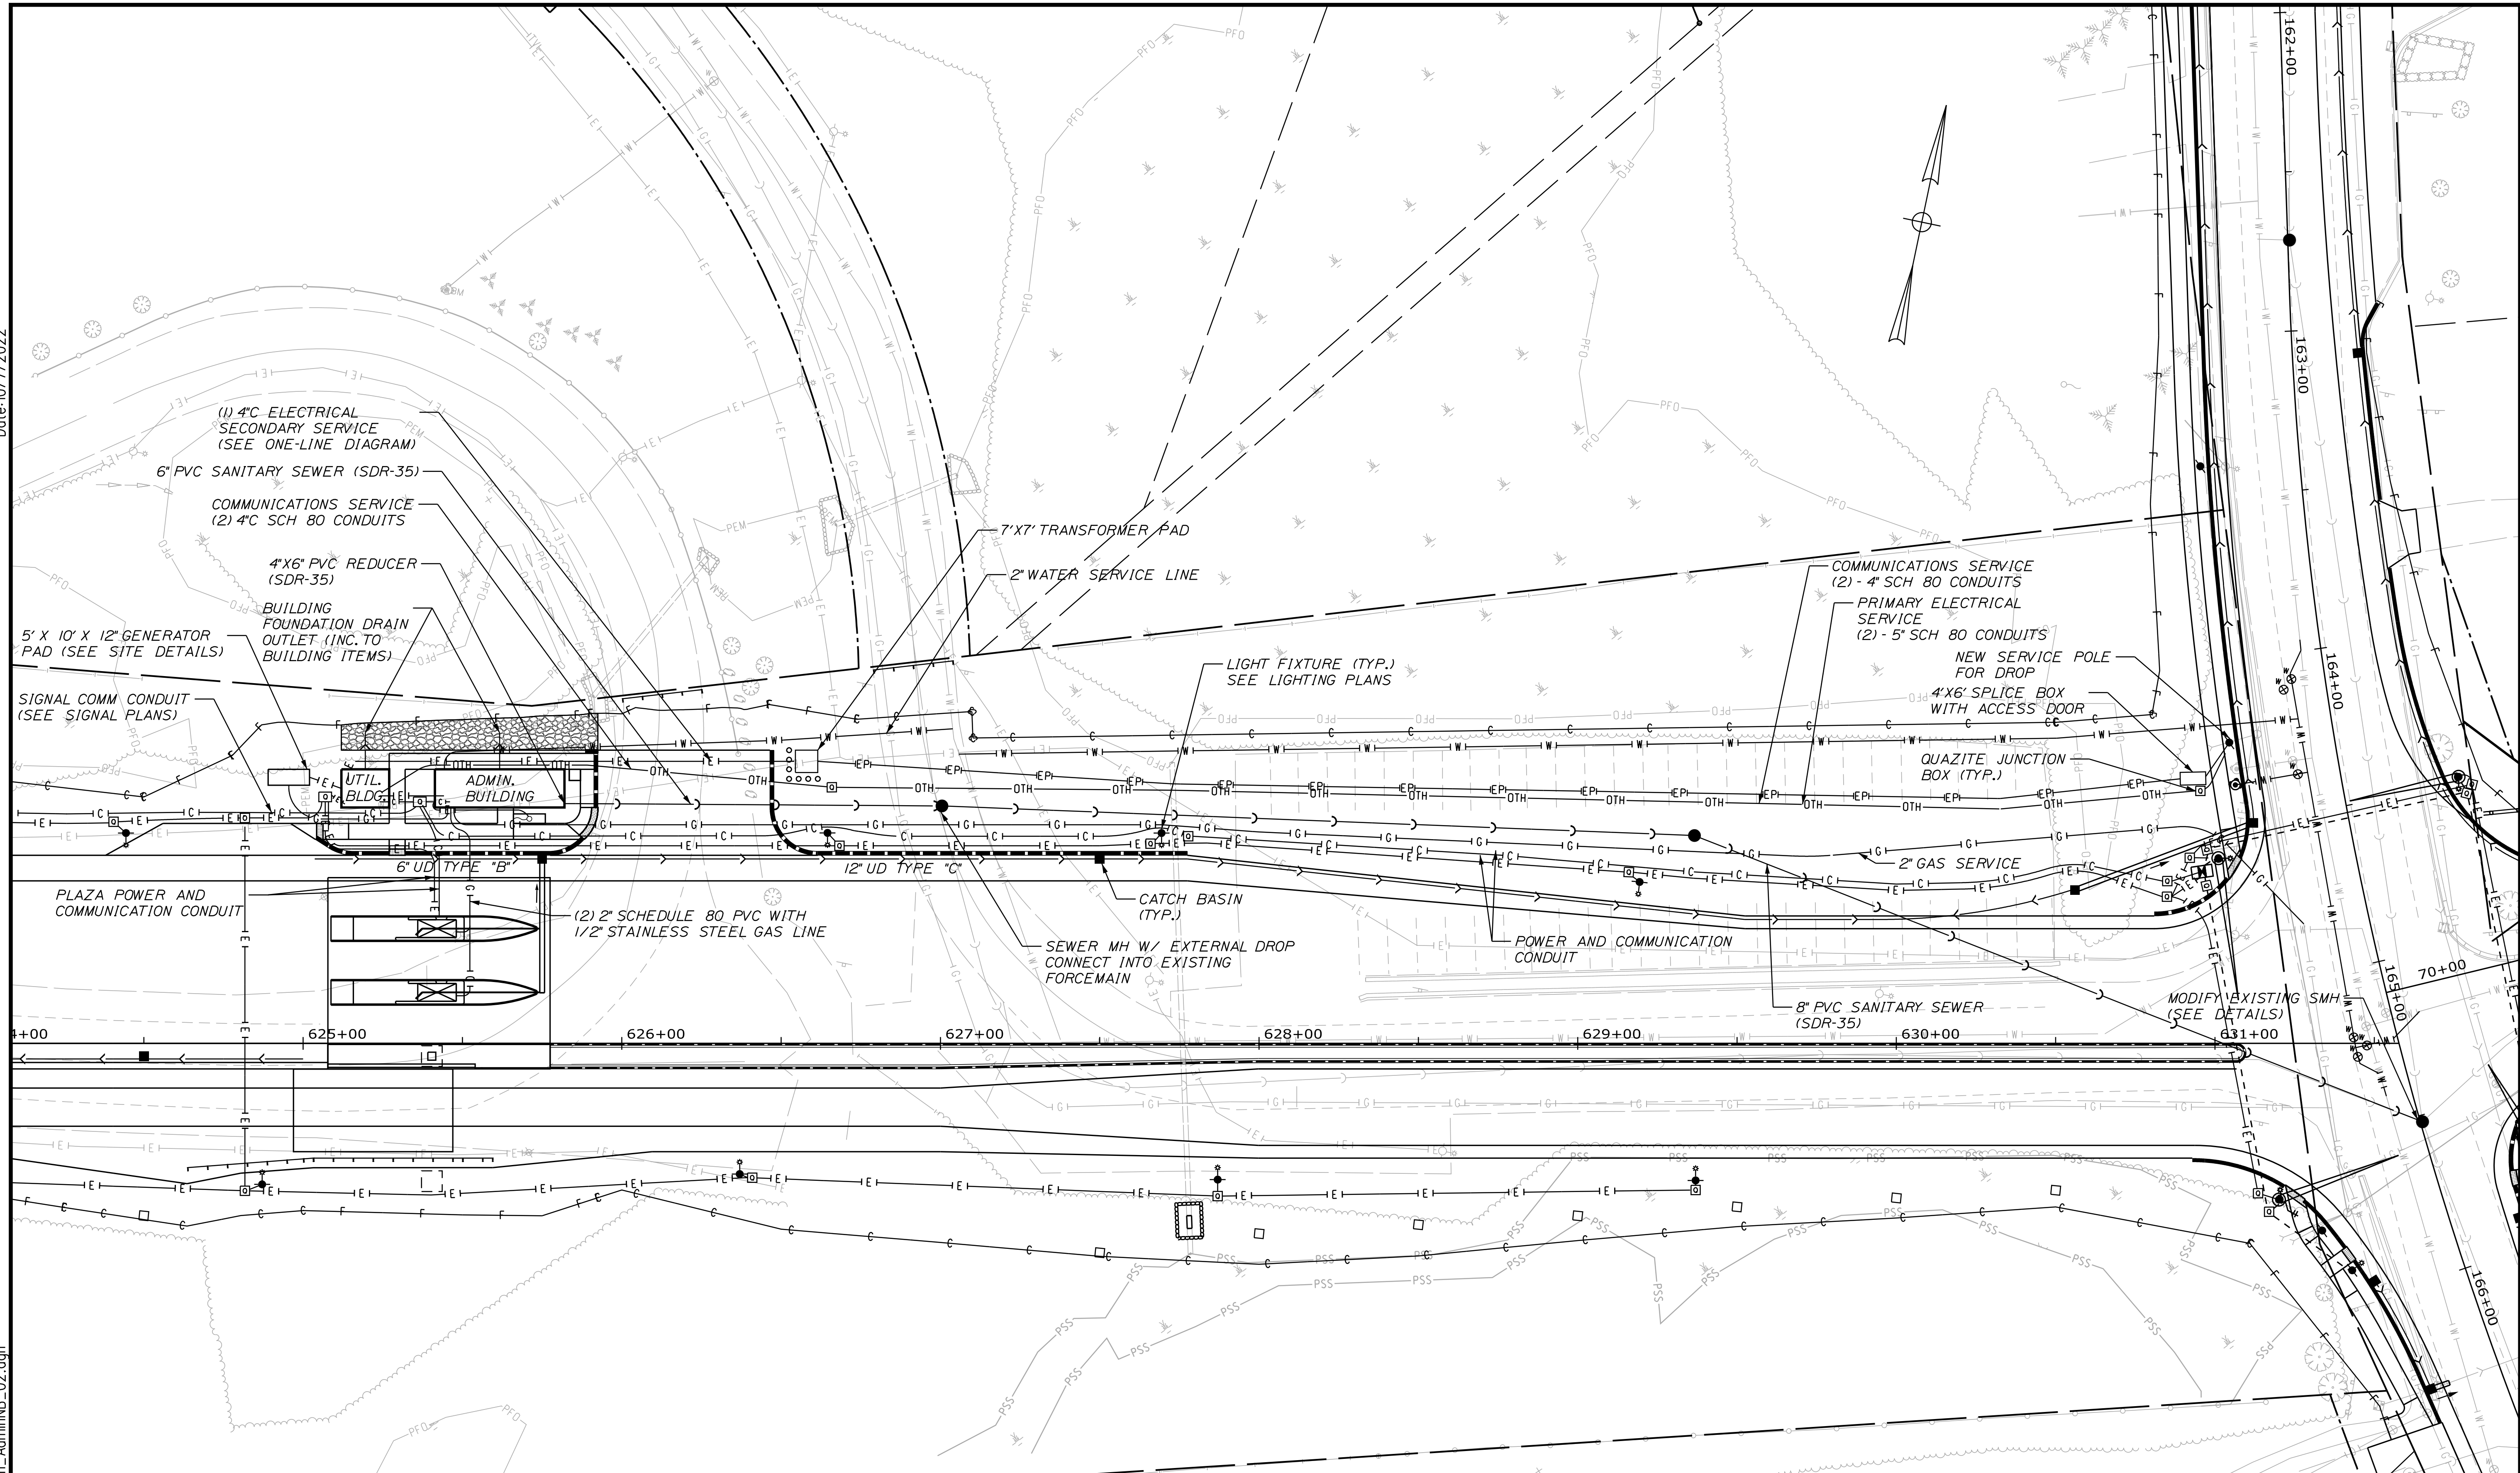 (1) 4"C ELECTRICAL
SECONDARY SERVICE
(SEE ONE-LINE DIAGRAM)
6" PVC SANITARY SEWER (SDR-35)
COMMUNICATIONS SERVICE
(2) 4"C SCH 80 CONDUITS
4"X6" PVC REDUCER
(SDR-35)
BUILDING
FOUNDATION DRAIN
OUTLET (INC. TO
BUILDING ITEMS)
5' X 10' X 12" GENERATOR
PAD (SEE SITE DETAILS)
SIGNAL COMM CONDUIT
(SEE SIGNAL PLANS)
UTIL.
BLDG.
ADMIN.
BUILDING
7'X7' TRANSFORMER PAD
2" WATER SERVICE LINE
LIGHT FIXTURE (TYP.)
SEE LIGHTING PLANS
COMMUNICATIONS SERVICE
(2) - 4" SCH 80 CONDUITS
PRIMARY ELECTRICAL
SERVICE
(2) - 5" SCH 80 CONDUITS
NEW SERVICE POLE
FOR DROP
4'X6' SPLICE BOX
WITH ACCESS DOOR
QUAZITE JUNCTION
BOX (TYP.)
2" GAS SERVICE
6" UD TYPE "B"
12" UD TYPE "C"
PLAZA POWER AND
COMMUNICATION CONDUIT
(2) 2" SCHEDULE 80 PVC WITH
1/2" STAINLESS STEEL GAS LINE
CATCH BASIN
(TYP.)
SEWER MH W/ EXTERNAL DROP
CONNECT INTO EXISTING
FORCEMAIN
POWER AND COMMUNICATION
CONDUIT
8" PVC SANITARY SEWER
(SDR-35)
MODIFY EXISTING SMH
(SEE DETAILS)
4+00
625+00
626+00
627+00
628+00
629+00
630+00
631+00
70+00
162+00
163+00
164+00
165+00
166+00